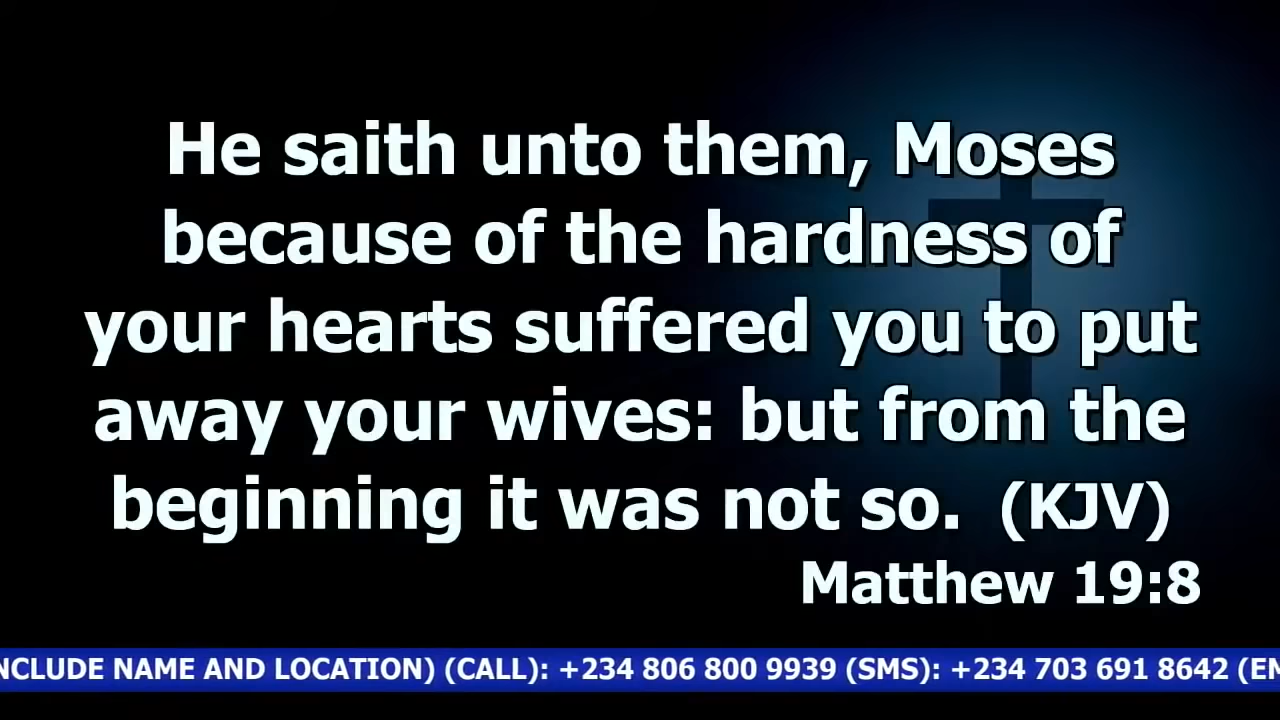 He saith unto them, Moses
because of the hardness of
your hearts suffered you to put
away your wives: but from the
beginning it was not so. (KJV)
Matthew 19:8
NCLUDE NAME AND LOCATION) (CALL): +234 806 800 9939 (SMS): +234 703 691 8642 (EM